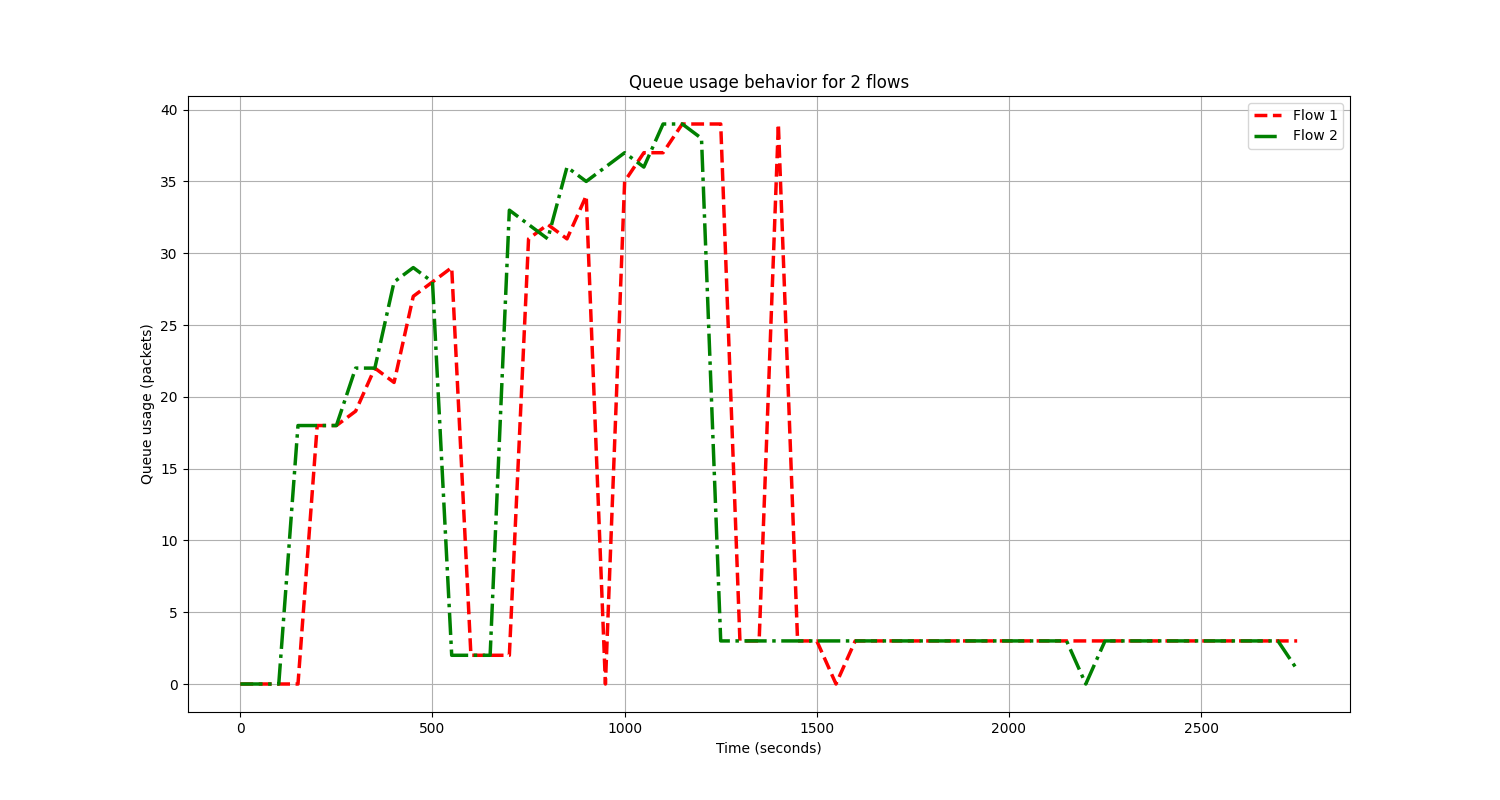 Queue usage behavior for 2 flows
Flow 1
Flow 2
Queue usage (packets)
40
35
30
25
20
15
10
5
0
0 500 1000 1500 2000 2500
Time (seconds)